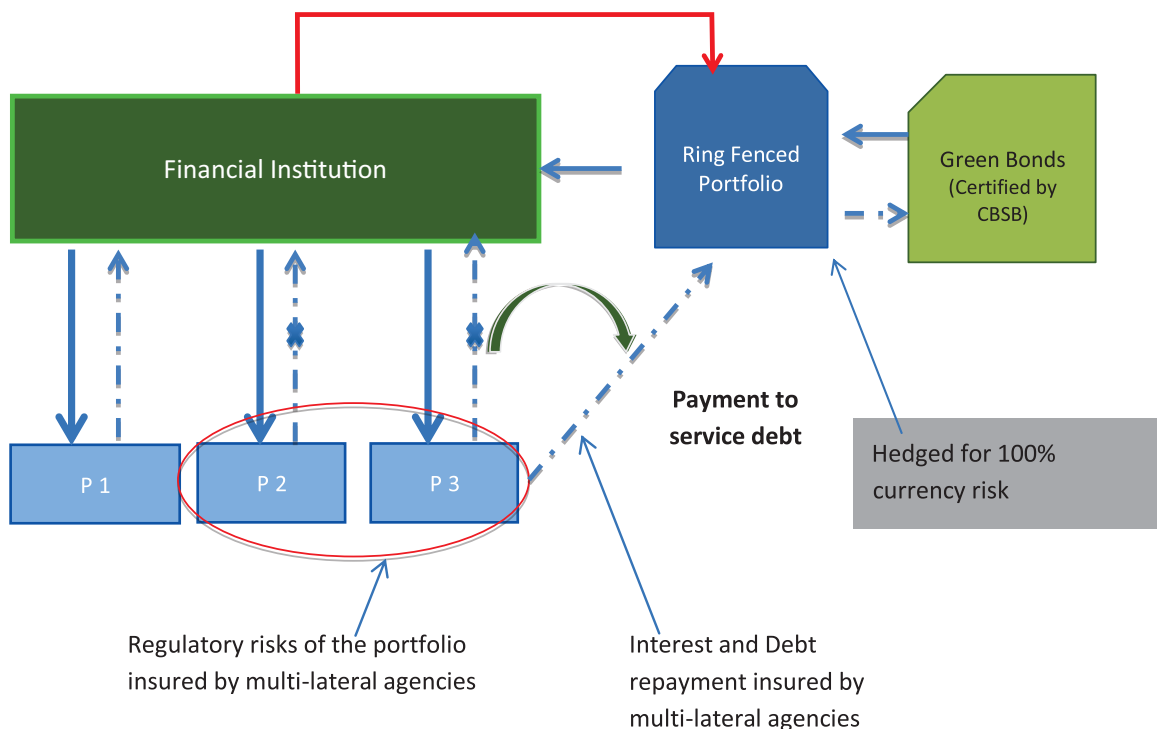 Financial Institution
Ring Fenced
Portfolio
Green Bonds
(Certified by
CBSB)
P 1
P 2
P 3
Payment to
service debt
Hedged for 100%
currency risk
Regulatory risks of the portfolio
insured by multi-lateral agencies
Interest and Debt
repayment insured by
multi-lateral agencies